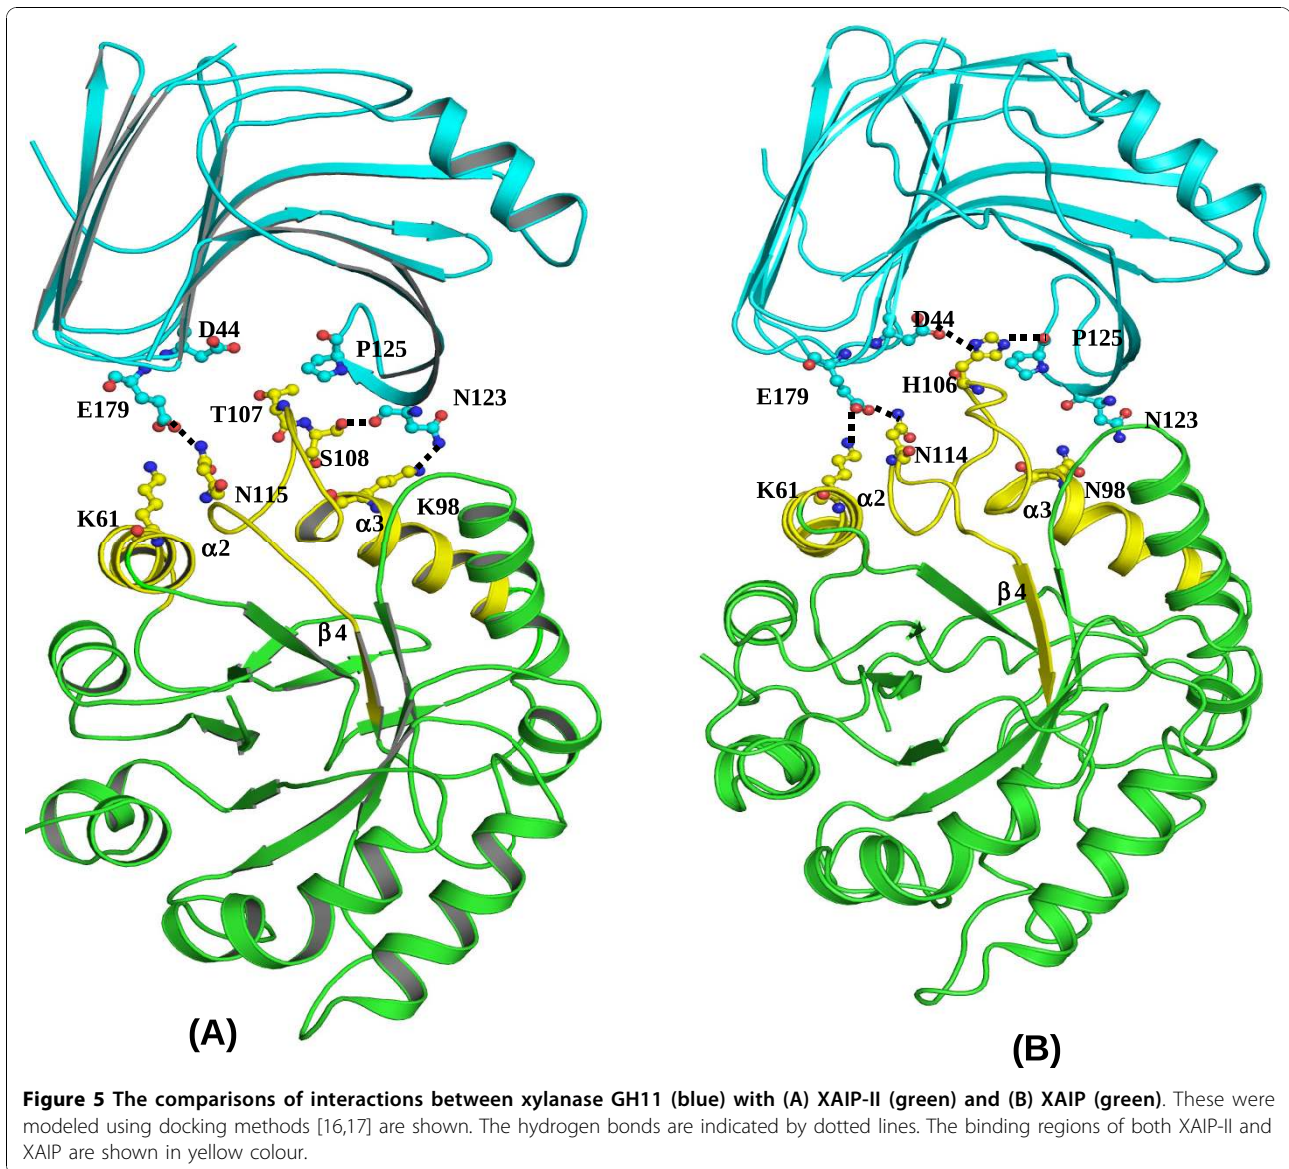 D44
P125
E179
T107
N123
S108
N115
K61
K98
α3
α2
β4
(A)
D44
P125
H106
E179
N123
N114
K61
α2
N98
α3
β4
(B)
Figure 5 The comparisons of interactions between xylanase GH11 (blue) with (A) XAIP-II (green) and (B) XAIP (green). These were
modeled using docking methods [16,17] are shown. The hydrogen bonds are indicated by dotted lines. The binding regions of both XAIP-II and
XAIP are shown in yellow colour.